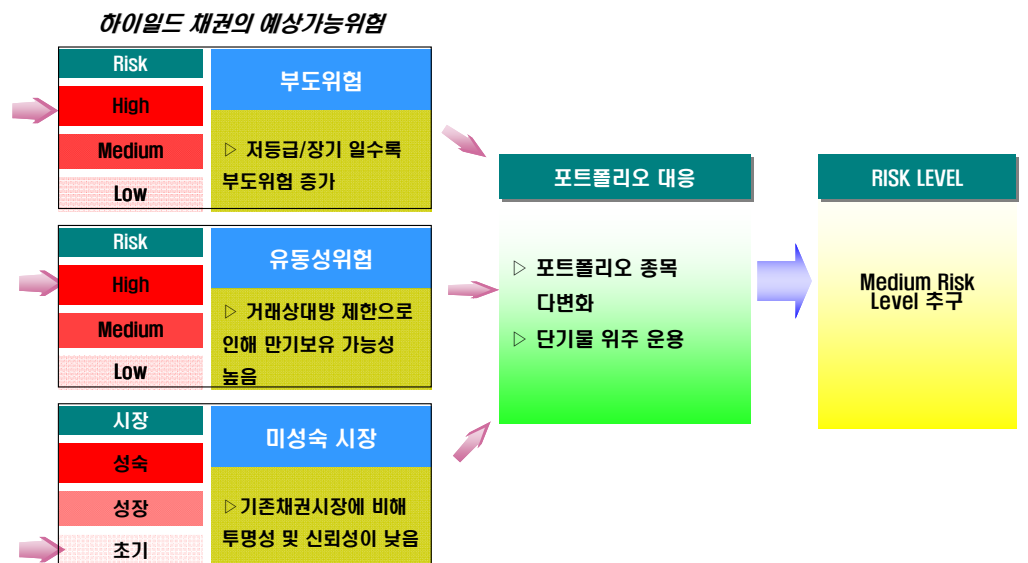 하이일드 채권의 예상가능위험
Risk
High
Medium
Low
부도위험
▷ 저등급/장기 일수록
부도위험 증가
Risk
High
Medium
Low
유동성위험
▷ 거래상대방 제한으로
인해 만기보유 가능성
높음
시장
성숙
성장
초기
미성숙 시장
▷기존채권시장에 비해
투명성 및 신뢰성이 낮음
포트폴리오 대응
▷ 포트폴리오 종목
다변화
▷ 단기물 위주 운용
RISK LEVEL
Medium Risk
Level 추구